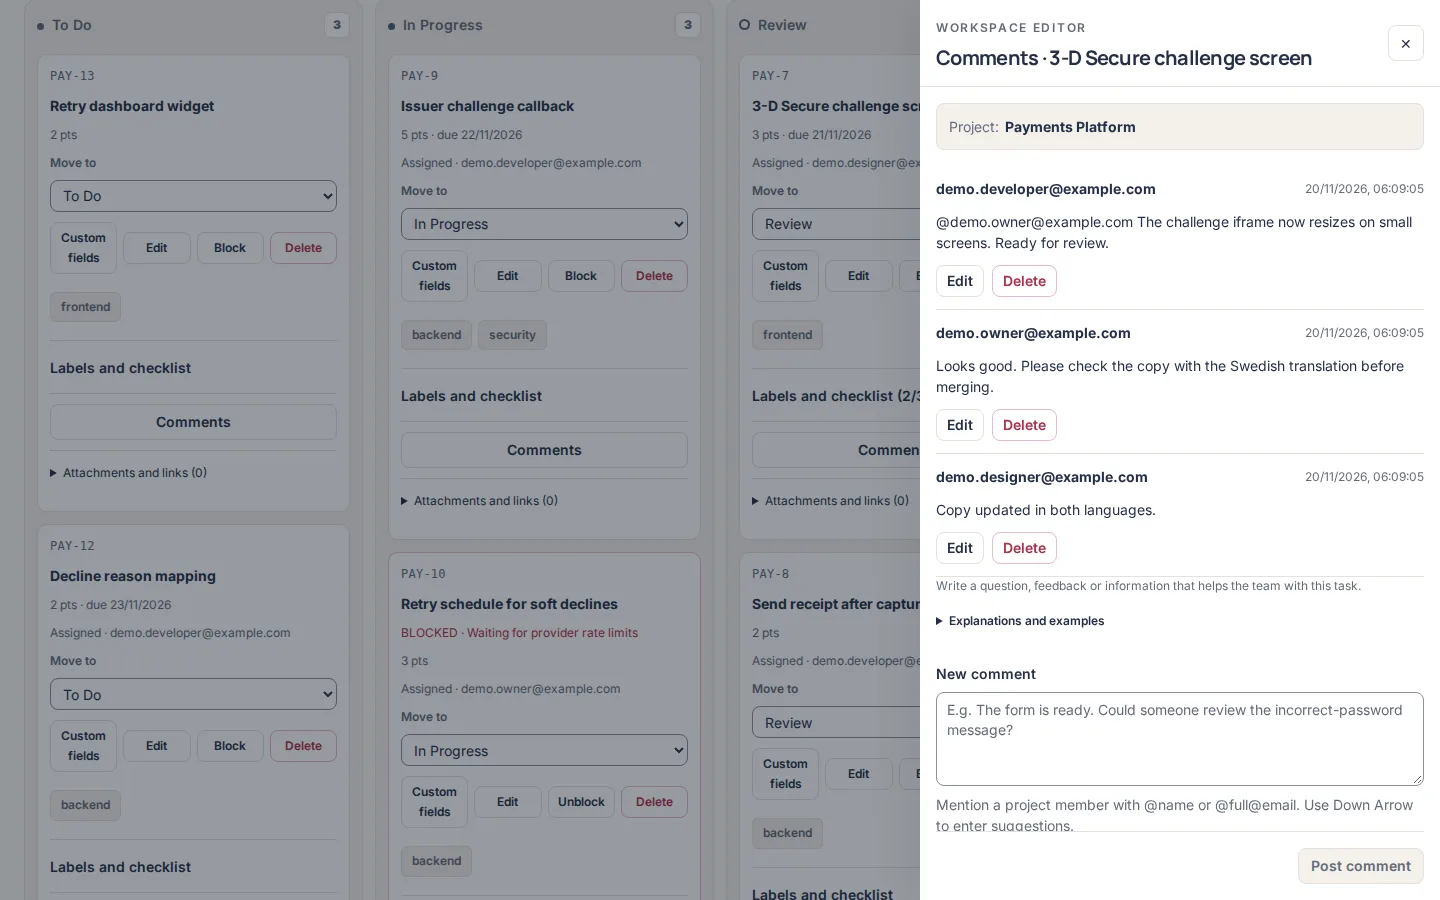 To Do
3
PAY-13
Retry dashboard widget
2 pts
Move to
To Do
Custom fields
Edit
Block
Delete
frontend
Labels and checklist
Comments
Attachments and links (0)
PAY-12
Decline reason mapping
2 pts · due 23/11/2026
Assigned · demo.developer@example.com
Move to
To Do
Custom fields
Edit
Block
Delete
backend
Labels and checklist
In Progress
3
PAY-9
Issuer challenge callback
5 pts · due 22/11/2026
Assigned · demo.developer@example.com
Move to
In Progress
Custom fields
Edit
Block
Delete
backend
security
Labels and checklist
Comments
Attachments and links (0)
PAY-10
Retry schedule for soft declines
BLOCKED · Waiting for provider rate limits
3 pts
Assigned · demo.owner@example.com
Move to
In Progress
Custom fields
Edit
Unblock
Delete
backend
Review
PAY-7
3-D Secure challenge scr
3 pts · due 21/11/2026
Assigned · demo.designer@ex
Move to
Review
Custom fields
Edit
frontend
Labels and checklist (2/3
Commen
Attachments and links (0)
PAY-8
Send receipt after captur
2 pts
Assigned · demo.developer@e
Move to
Review
Custom fields
Edit
backend
Labels and checklist
WORKSPACE EDITOR
Comments · 3-D Secure challenge screen
×
Project: Payments Platform
demo.developer@example.com
20/11/2026, 06:09:05
@demo.owner@example.com The challenge iframe now resizes on small
screens. Ready for review.
Edit
Delete
demo.owner@example.com
20/11/2026, 06:09:05
Looks good. Please check the copy with the Swedish translation before
merging.
Edit
Delete
demo.designer@example.com
20/11/2026, 06:09:05
Copy updated in both languages.
Edit
Delete
Write a question, feedback or information that helps the team with this task.
Explanations and examples
New comment
E.g. The form is ready. Could someone review the incorrect-password
message?
Mention a project member with @name or @full@email. Use Down Arrow
to enter suggestions.
Post comment